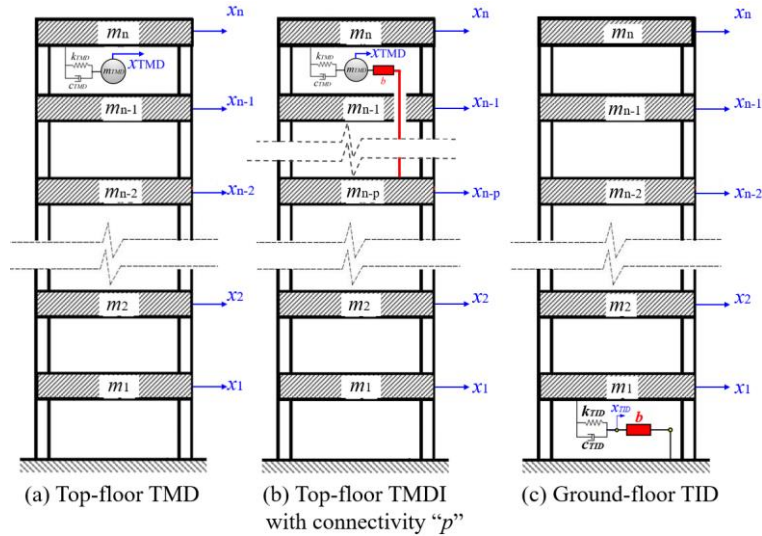 xn
xn
xn
mn
mn
mn
kTMD
xTMD
mTMD
cTMD
kTMD
xTMD
mTMD
b
cTMD
mn-1
xn-1
mn-1
xn-1
mn-1
xn-1
mn-2
xn-2
mn-p
xn-p
mn-2
xn-2
m2
x2
m2
x2
m2
x2
m1
x1
m1
x1
m1
x1
kTID
xTID
b
cTID
(a) Top-floor TMD
(b) Top-floor TMDI
with connectivity “p”
(c) Ground-floor TID